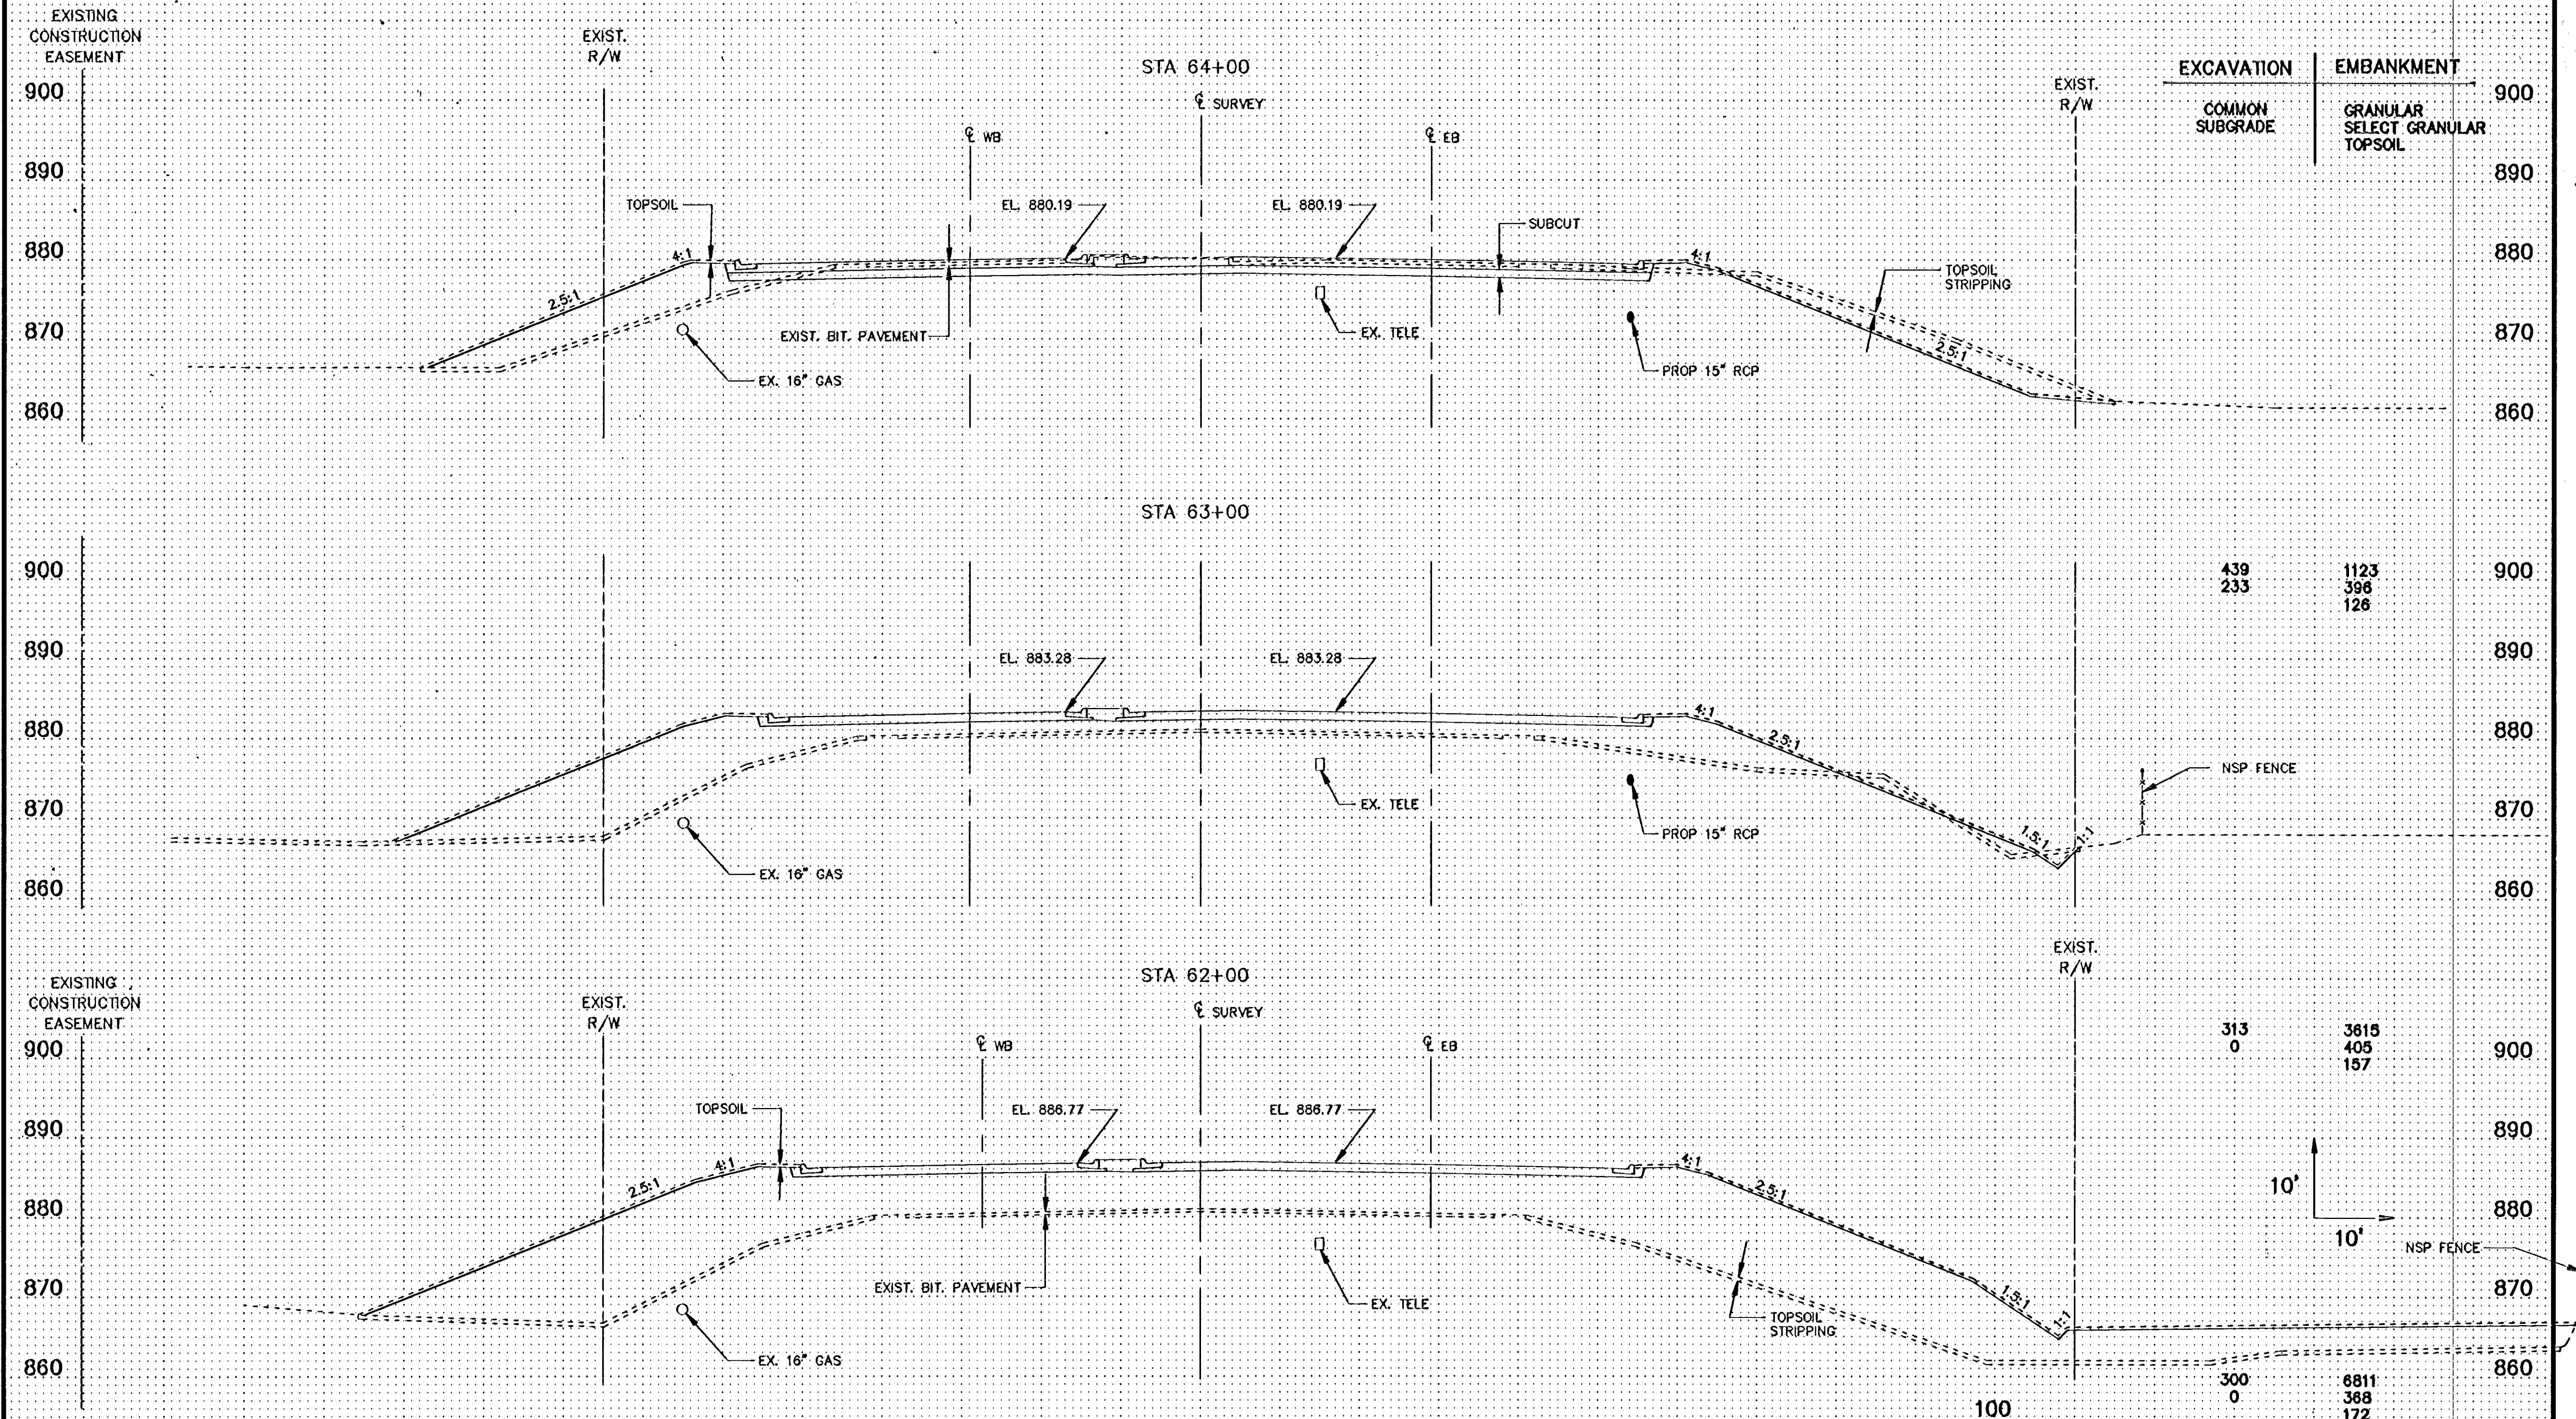 EXISTING
CONSTRUCTION
EASEMENT
EXIST.
R/W
STA 64+00
℄ SURVEY
℄ WB
℄ EB
EXIST.
R/W
EXCAVATION
EMBANKMENT
COMMON
SUBGRADE
GRANULAR
SELECT GRANULAR
TOPSOIL
900
900
890
890
880
880
870
870
860
860
TOPSOIL
EL. 880.19
EL. 880.19
SUBCUT
4:1
4:1
2.5:1
2.5:1
TOPSOIL
STRIPPING
EXIST. BIT. PAVEMENT
EX. TELE
EX. 16" GAS
PROP 15" RCP
STA 63+00
900
900
439
233
1123
396
126
890
890
EL. 883.28
EL. 883.28
880
880
4:1
2.5:1
NSP FENCE
870
870
EX. TELE
PROP 15" RCP
1.5:1
1:1
EX. 16" GAS
860
860
EXISTING
CONSTRUCTION
EASEMENT
EXIST.
R/W
STA 62+00
℄ SURVEY
℄ WB
℄ EB
EXIST.
R/W
900
900
313
0
3615
405
157
890
890
TOPSOIL
EL. 886.77
EL. 886.77
4:1
4:1
2.5:1
2.5:1
10'
10'
880
880
NSP FENCE
870
870
EXIST. BIT. PAVEMENT
EX. TELE
1.5:1
1:1
TOPSOIL
STRIPPING
EX. 16" GAS
860
860
300
0
6811
368
172
100